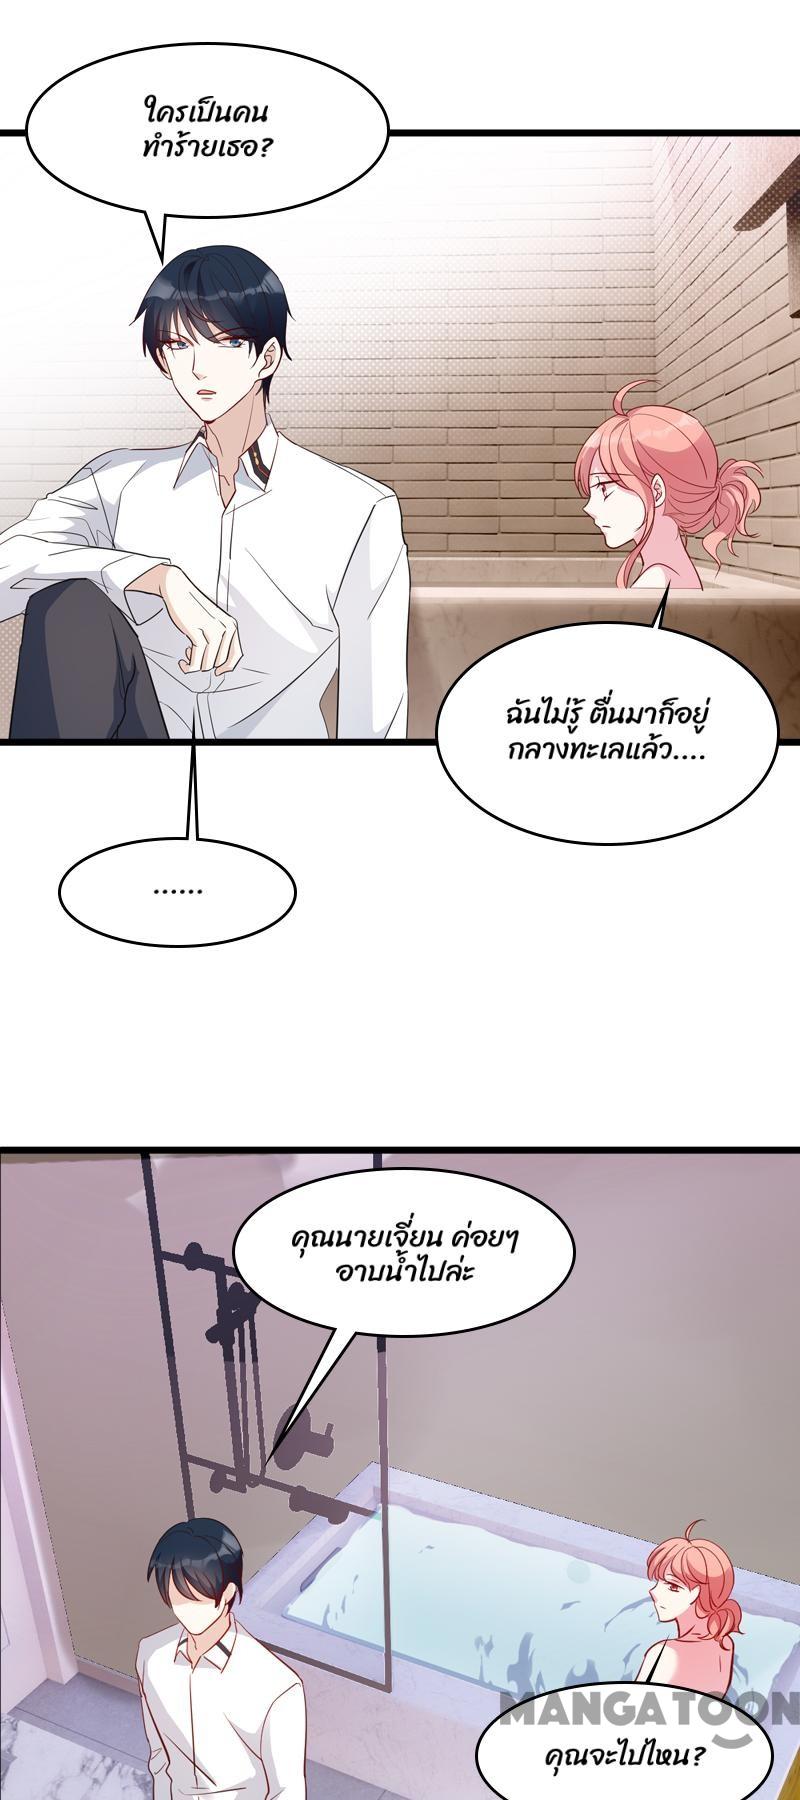 ใครเป็นคน
ทำร้ายเธอ?
ฉันไม่รู้ ตื่นมาก็อยู่
กลางทะเลแล้ว....
......
คุณนายเจี่ยน ค่อยๆ
อาบน้ำไปล่ะ
MANGATOON
คุณจะไปไหน?